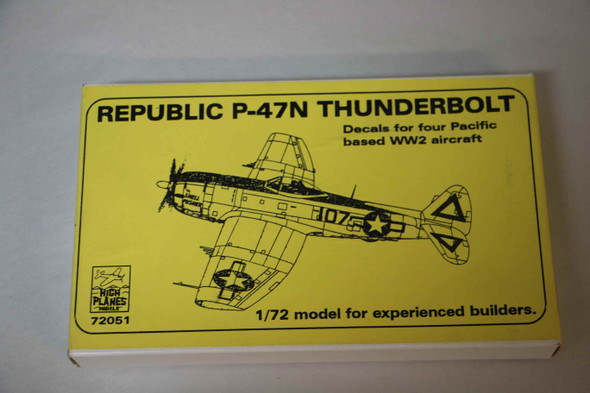 REPUBLIC P-47N THUNDERBOLT
Decals for four Pacific
based WW2 aircraft
107
HIGH
PLANES
MODELS
72051
1/72 model for experienced builders.